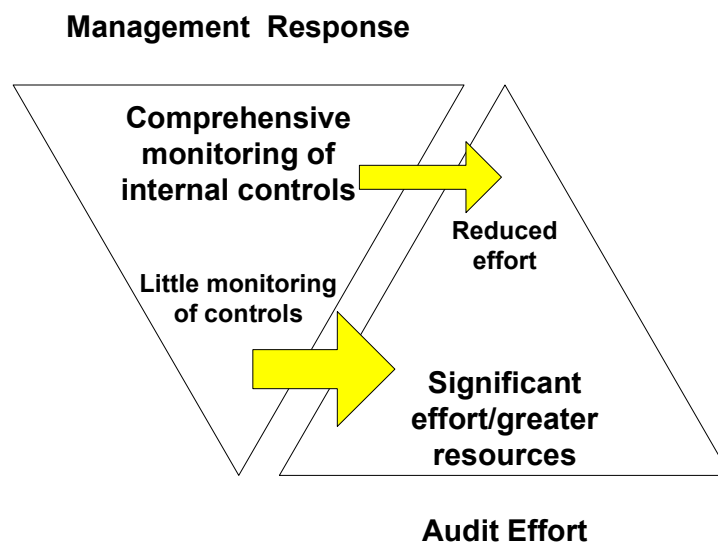 Management Response
Comprehensive
monitoring of
internal controls
Reduced
effort
Little monitoring
of controls
Significant
effort/greater
resources
Audit Effort